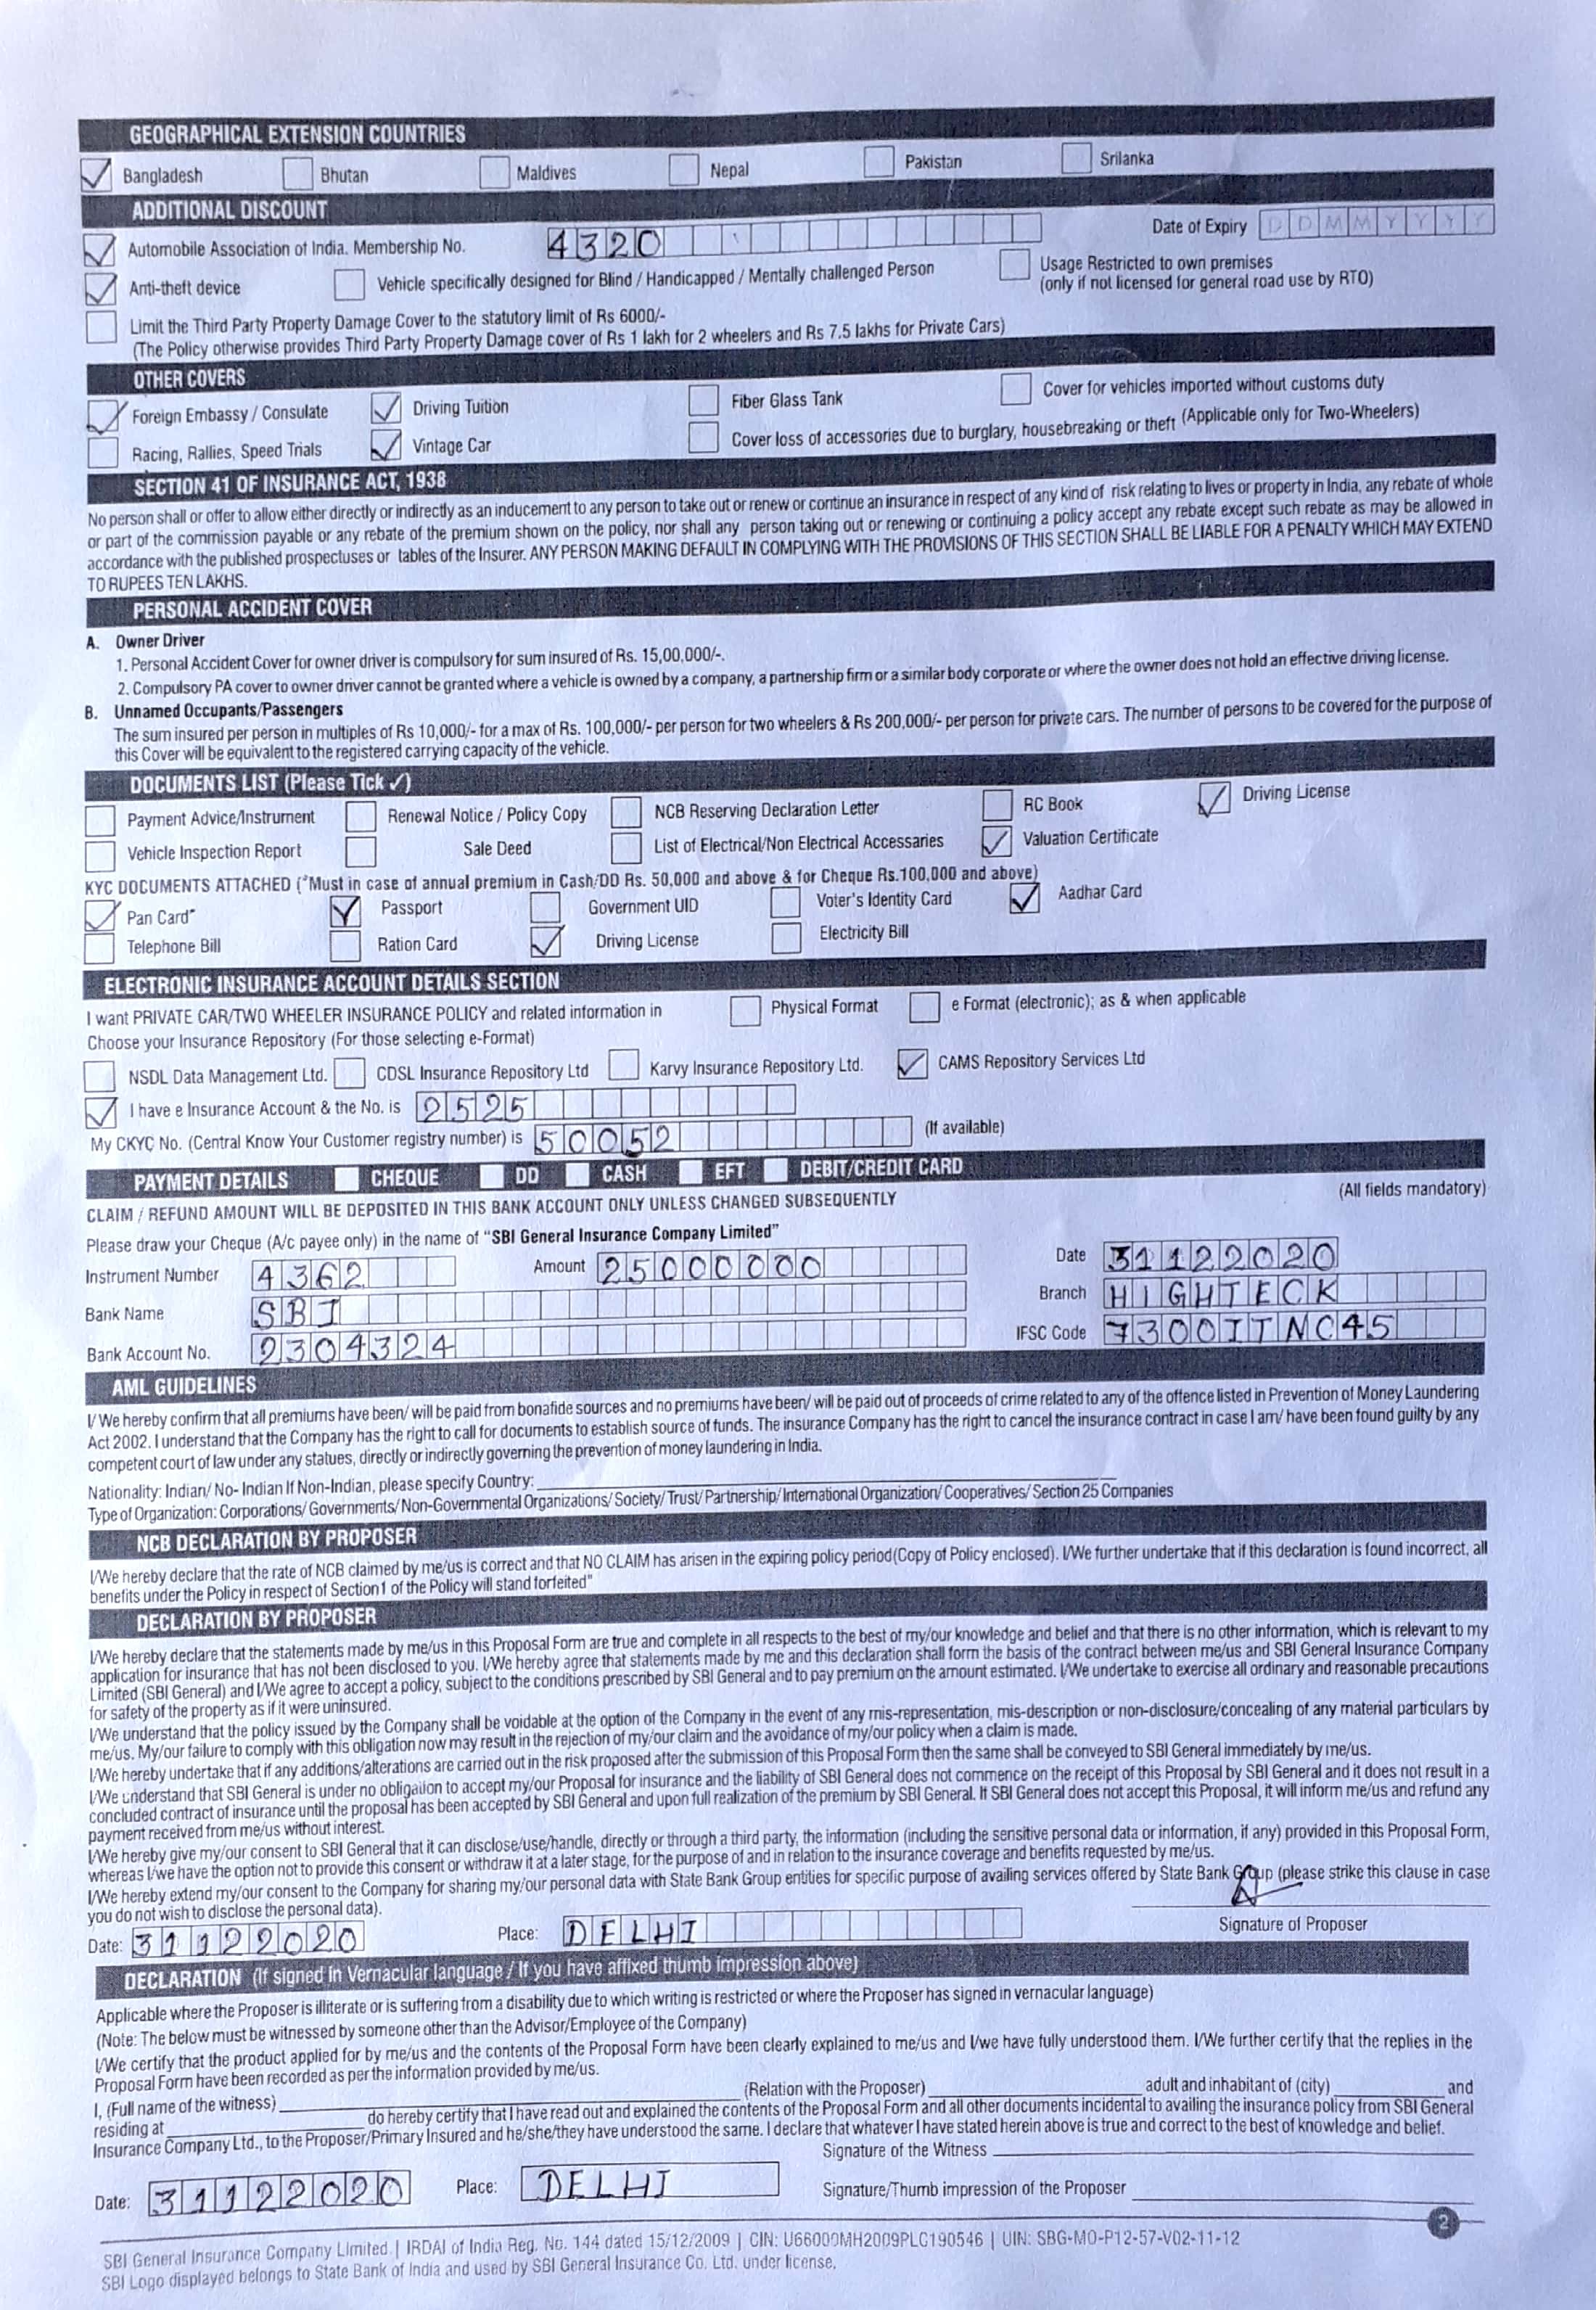 GEOGRAPHICAL EXTENSION COUNTRIES
Bangladesh Bhutan Maldives Nepal Pakistan Srilanka
ADDITIONAL DISCOUNT
Automobile Association of India. Membership No. 4320 Date of Expiry D D M M Y Y Y Y
Anti-theft device Vehicle specifically designed for Blind / Handicapped / Mentally challenged Person Usage Restricted to own premises
(only if not licensed for general road use by RTO)
Limit the Third Party Property Damage Cover to the statutory limit of Rs 6000/-
(The Policy otherwise provides Third Party Property Damage cover of Rs 1 lakh for 2 wheelers and Rs 7.5 lakhs for Private Cars)
OTHER COVERS
Foreign Embassy / Consulate Driving Tuition Fiber Glass Tank Cover for vehicles imported without customs duty
Racing, Rallies, Speed Trials Vintage Car Cover loss of accessories due to burglary, housebreaking or theft (Applicable only for Two-Wheelers)
SECTION 41 OF INSURANCE ACT, 1938
No person shall or offer to allow either directly or indirectly as an inducement to any person to take out or renew or continue an insurance in respect of any kind of risk relating to lives or property in India, any rebate of whole
or part of the commission payable or any rebate of the premium shown on the policy, nor shall any person taking out or renewing or continuing a policy accept any rebate except such rebate as may be allowed in
accordance with the published prospectuses or tables of the Insurer. ANY PERSON MAKING DEFAULT IN COMPLYING WITH THE PROVISIONS OF THIS SECTION SHALL BE LIABLE FOR A PENALTY WHICH MAY EXTEND
TO RUPEES TEN LAKHS.
PERSONAL ACCIDENT COVER
A. Owner Driver
1. Personal Accident Cover for owner driver is compulsory for sum insured of Rs. 15,00,000/-.
2. Compulsory PA cover to owner driver cannot be granted where a vehicle is owned by a company, a partnership firm or a similar body corporate or where the owner does not hold an effective driving license.
B. Unnamed Occupants/Passengers
The sum insured per person in multiples of Rs 10,000/- for a max of Rs. 100,000/- per person for two wheelers & Rs 200,000/- per person for private cars. The number of persons to be covered for the purpose of
this Cover will be equivalent to the registered carrying capacity of the vehicle.
DOCUMENTS LIST (Please Tick ✓)
Payment Advice/Instrument Renewal Notice / Policy Copy NCB Reserving Declaration Letter RC Book Driving License
Vehicle Inspection Report Sale Deed List of Electrical/Non Electrical Accessaries Valuation Certificate
KYC DOCUMENTS ATTACHED (*Must in case of annual premium in Cash/DD Rs. 50,000 and above & for Cheque Rs.100,000 and above)
Pan Card* Passport Government UID Voter's Identity Card Aadhar Card
Telephone Bill Ration Card Driving License Electricity Bill
ELECTRONIC INSURANCE ACCOUNT DETAILS SECTION
I want PRIVATE CAR/TWO WHEELER INSURANCE POLICY and related information in Physical Format e Format (electronic); as & when applicable
Choose your Insurance Repository (For those selecting e-Format)
NSDL Data Management Ltd. CDSL Insurance Repository Ltd Karvy Insurance Repository Ltd. CAMS Repository Services Ltd
I have e Insurance Account & the No. is 2525
My CKYC No. (Central Know Your Customer registry number) is 50052 (If available)
PAYMENT DETAILS CHEQUE DD CASH EFT DEBIT/CREDIT CARD
(All fields mandatory)
CLAIM / REFUND AMOUNT WILL BE DEPOSITED IN THIS BANK ACCOUNT ONLY UNLESS CHANGED SUBSEQUENTLY
Please draw your Cheque (A/c payee only) in the name of "SBI General Insurance Company Limited"
Instrument Number 4362 Amount 25000000 Date 31122020
Bank Name SBI Branch HIGHTECK
Bank Account No. 2304324 IFSC Code 7300ITNC45
AML GUIDELINES
I/ We hereby confirm that all premiums have been/ will be paid from bonafide sources and no premiums have been/ will be paid out of proceeds of crime related to any of the offence listed in Prevention of Money Laundering
Act 2002. I understand that the Company has the right to call for documents to establish source of funds. The insurance Company has the right to cancel the insurance contract in case I am/ have been found guilty by any
competent court of law under any statues, directly or indirectly governing the prevention of money laundering in India.
Nationality: Indian/ No- Indian If Non-Indian, please specify Country:
Type of Organization: Corporations/ Governments/ Non-Governmental Organizations/ Society/ Trust/ Partnership/ International Organization/ Cooperatives/ Section 25 Companies
NCB DECLARATION BY PROPOSER
I/We hereby declare that the rate of NCB claimed by me/us is correct and that NO CLAIM has arisen in the expiring policy period(Copy of Policy enclosed). I/We further undertake that if this declaration is found incorrect, all
benefits under the Policy in respect of Section1 of the Policy will stand forfeited"
DECLARATION BY PROPOSER
I/We hereby declare that the statements made by me/us in this Proposal Form are true and complete in all respects to the best of my/our knowledge and belief and that there is no other information, which is relevant to my
application for insurance that has not been disclosed to you. I/We hereby agree that statements made by me and this declaration shall form the basis of the contract between me/us and SBI General Insurance Company
Limited (SBI General) and I/We agree to accept a policy, subject to the conditions prescribed by SBI General and to pay premium on the amount estimated. I/We undertake to exercise all ordinary and reasonable precautions
for safety of the property as if it were uninsured.
I/We understand that the policy issued by the Company shall be voidable at the option of the Company in the event of any mis-representation, mis-description or non-disclosure/concealing of any material particulars by
me/us. My/our failure to comply with this obligation now may result in the rejection of my/our claim and the avoidance of my/our policy when a claim is made.
I/We hereby undertake that if any additions/alterations are carried out in the risk proposed after the submission of this Proposal Form then the same shall be conveyed to SBI General immediately by me/us.
I/We understand that SBI General is under no obligation to accept my/our Proposal for insurance and the liability of SBI General does not commence on the receipt of this Proposal by SBI General and it does not result in a
concluded contract of insurance until the proposal has been accepted by SBI General and upon full realization of the premium by SBI General. If SBI General does not accept this Proposal, it will inform me/us and refund any
payment received from me/us without interest.
I/We hereby give my/our consent to SBI General that it can disclose/use/handle, directly or through a third party, the information (including the sensitive personal data or information, if any) provided in this Proposal Form,
whereas I/we have the option not to provide this consent or withdraw it at a later stage, for the purpose of and in relation to the insurance coverage and benefits requested by me/us.
I/We hereby extend my/our consent to the Company for sharing my/our personal data with State Bank Group entities for specific purpose of availing services offered by State Bank Group (please strike this clause in case
you do not wish to disclose the personal data).
Date: 31122020 Place: DELHI Signature of Proposer
DECLARATION (If signed in Vernacular language / If you have affixed thumb impression above)
Applicable where the Proposer is illiterate or is suffering from a disability due to which writing is restricted or where the Proposer has signed in vernacular language)
(Note: The below must be witnessed by someone other than the Advisor/Employee of the Company)
I/We certify that the product applied for by me/us and the contents of the Proposal Form have been clearly explained to me/us and I/we have fully understood them. I/We further certify that the replies in the
Proposal Form have been recorded as per the information provided by me/us.
I, (Full name of the witness) (Relation with the Proposer) adult and inhabitant of (city) and
residing at do hereby certify that I have read out and explained the contents of the Proposal Form and all other documents incidental to availing the insurance policy from SBI General
Insurance Company Ltd., to the Proposer/Primary Insured and he/she/they have understood the same. I declare that whatever I have stated herein above is true and correct to the best of knowledge and belief.
Signature of the Witness
Date: 31122020 Place: DELHI Signature/Thumb impression of the Proposer
2
SBI General Insurance Company Limited | IRDAI of India Reg. No. 144 dated 15/12/2009 | CIN: U66000MH2009PLC190546 | UIN: SBG-MO-P12-57-V02-11-12
SBI Logo displayed belongs to State Bank of India and used by SBI General Insurance Co. Ltd. under license.